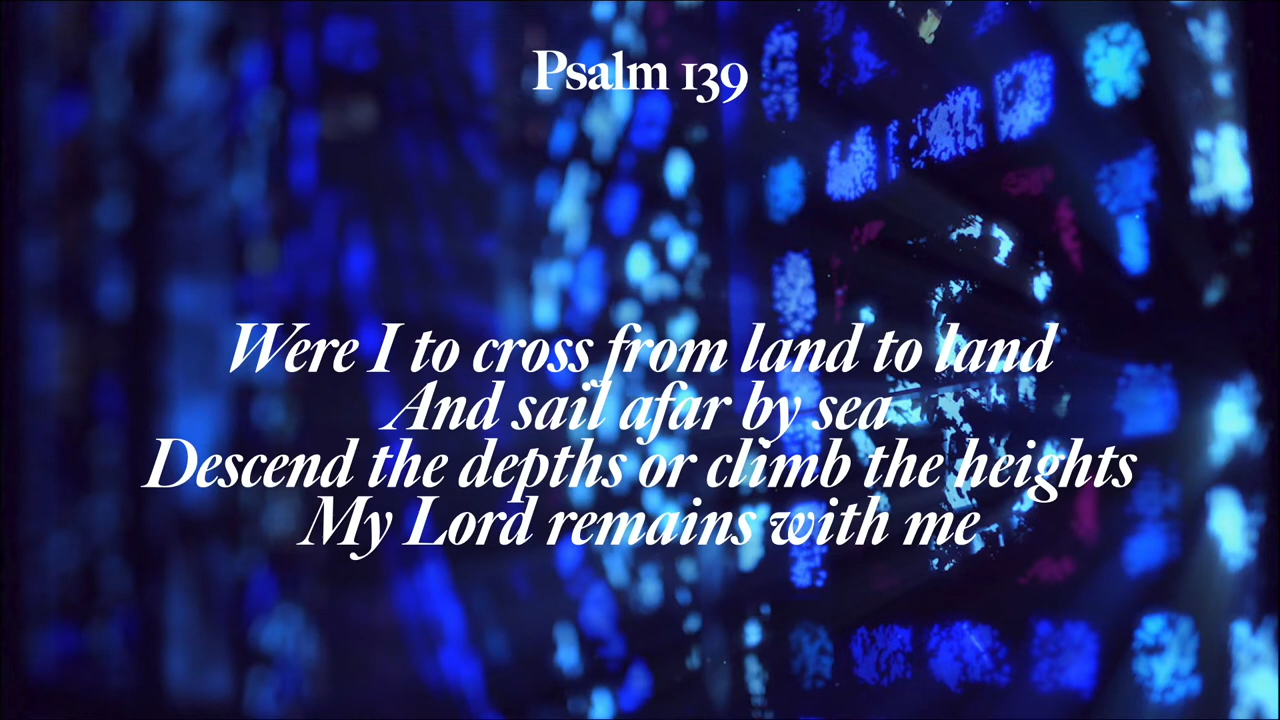 Psalm 139
Were I to cross from land to land
And sail afar by sea
Descend the depths or climb the heights
My Lord remains with me